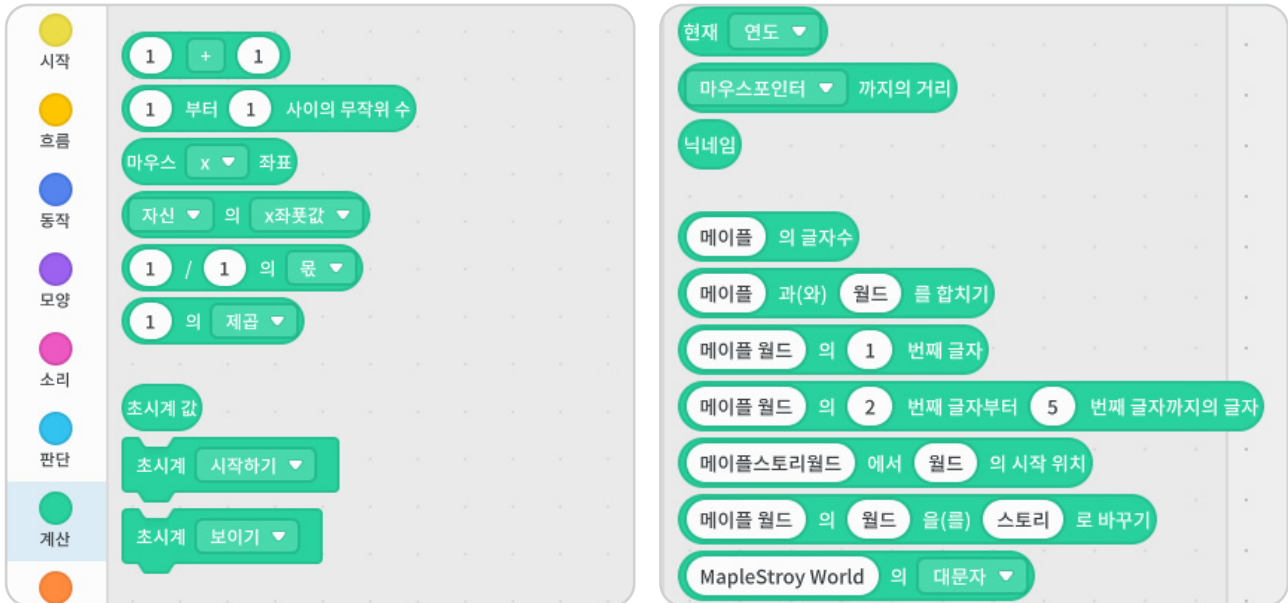 시작
흐름
동작
모양
소리
판단
계산
1 + 1
1 부터 1 사이의 무작위 수
마우스 x 좌표
자신 의 x좌푯값
1 / 1 의 몫
1 의 제곱
초시계 값
초시계 시작하기
초시계 보이기
현재 연도
마우스포인터 까지의 거리
닉네임
메이플 의 글자수
메이플 과(와) 월드 를 합치기
메이플 월드 의 1 번째 글자
메이플 월드 의 2 번째 글자부터 5 번째 글자까지의 글자
메이플스토리월드 에서 월드 의 시작 위치
메이플 월드 의 월드 을(를) 스토리 로 바꾸기
MapleStroy World 의 대문자